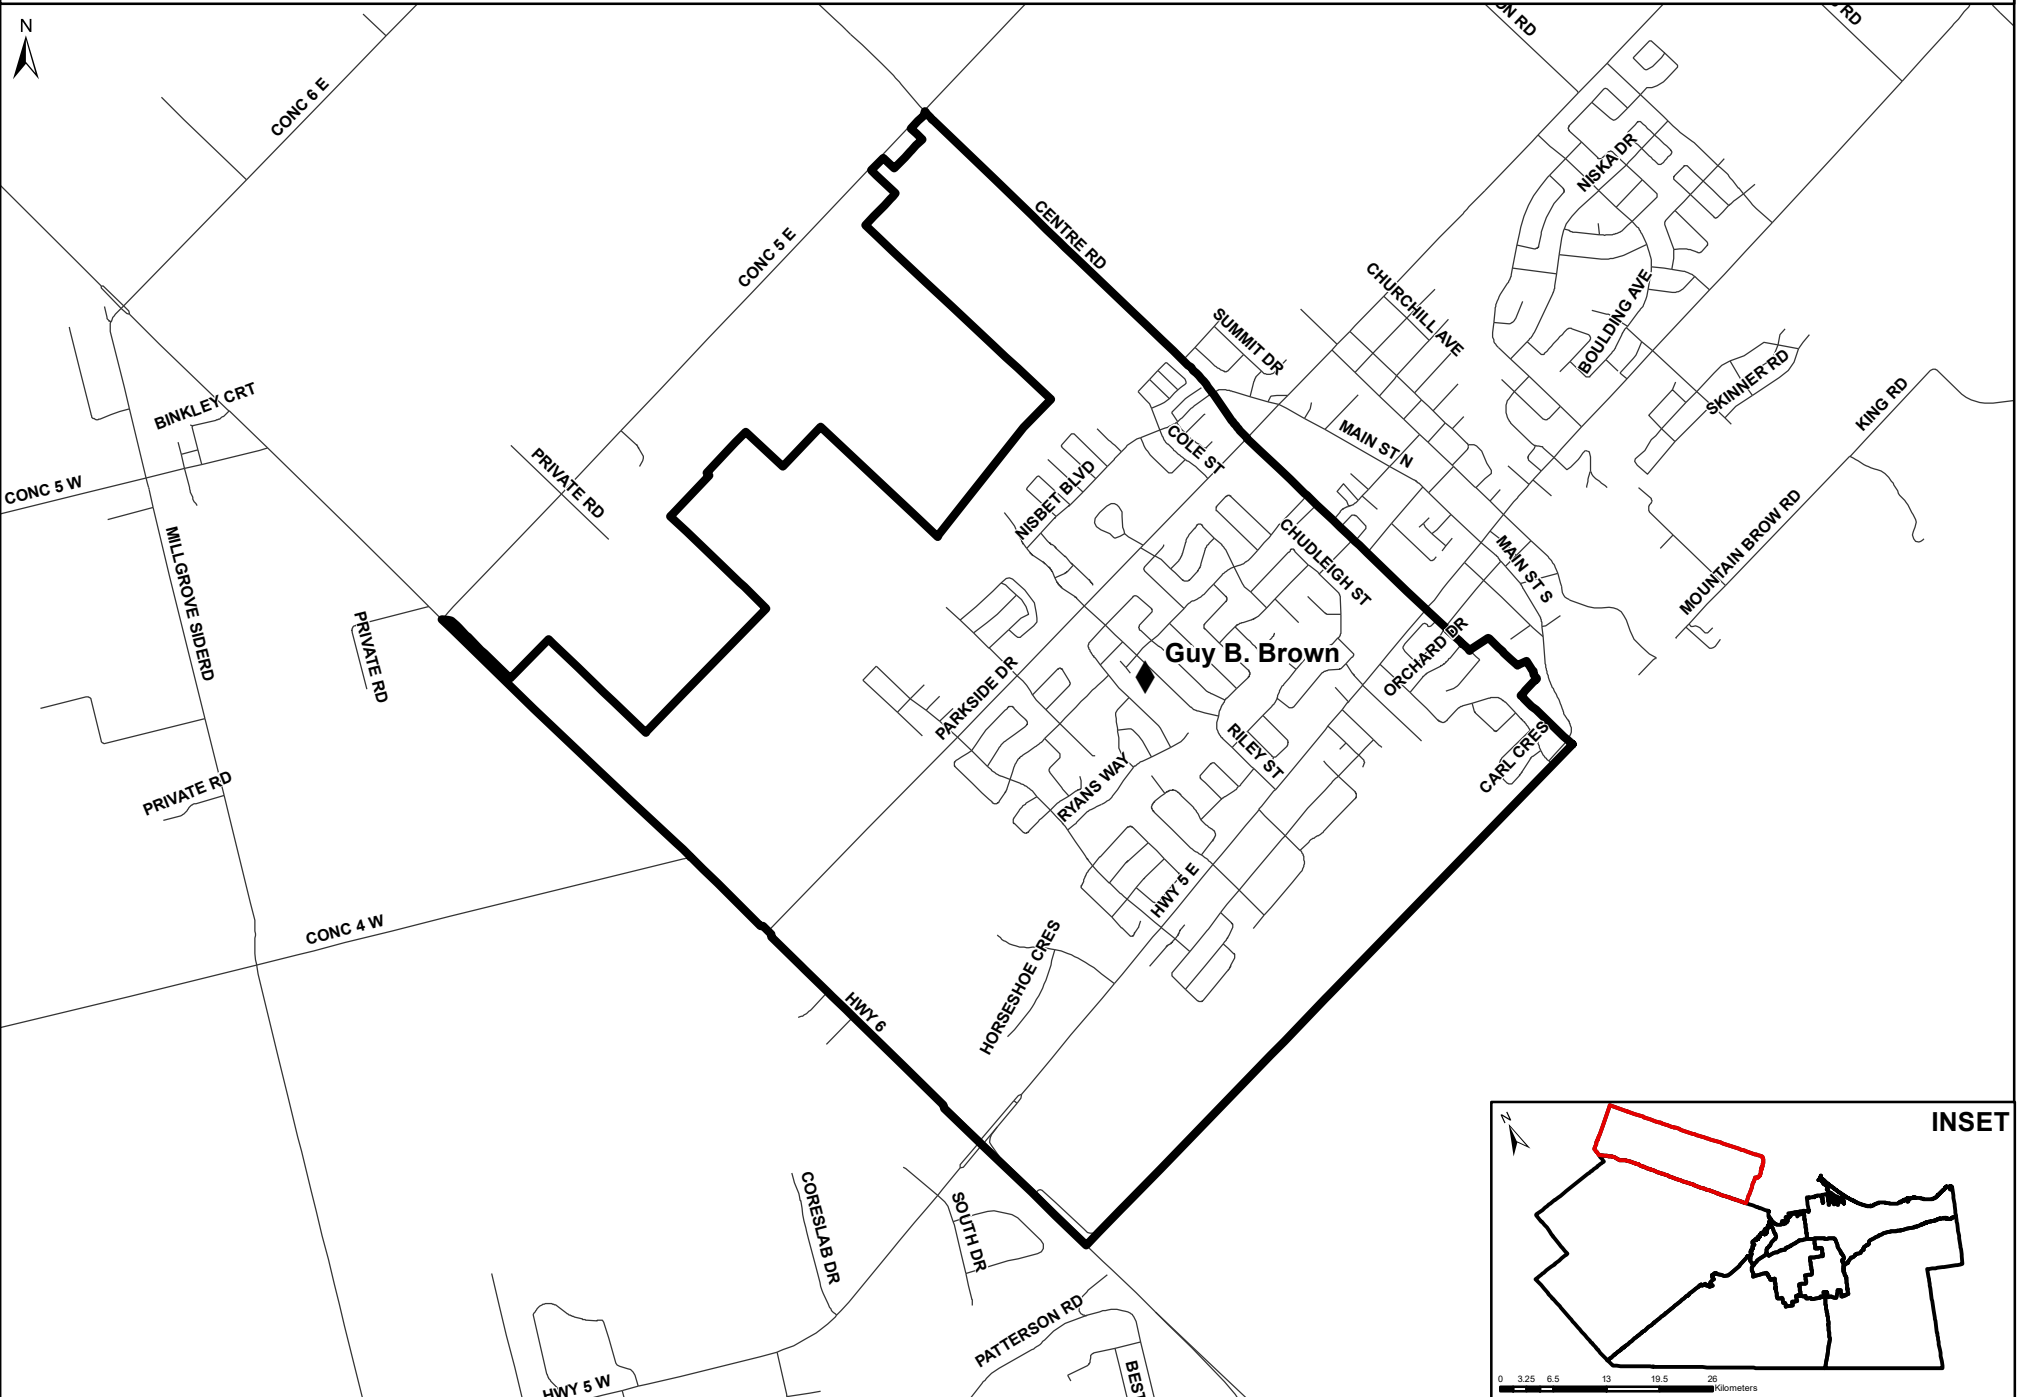 N
CONC 6 E
NISKA DR
CONC 5 E
CENTRE RD
CHURCHILL AVE
SUMMIT DR
BOULDING AVE
SKINNER RD
KING RD
BINKLEY CRT
CONC 5 W
PRIVATE RD
COLE ST
MAIN ST N
NISBET BLVD
MILLGROVE SIDERD
CHUDLEIGH ST
MAIN ST S
MOUNTAIN BROW RD
PRIVATE RD
Guy B. Brown
ORCHARD DR
PARKSIDE DR
RILEY ST
CARL CRES
RYANS WAY
PRIVATE RD
HWY 5 E
CONC 4 W
HORSESHOE CRES
HWY 6
CORESLAB DR
SOUTH DR
PATTERSON RD
HWY 5 W
INSET
N
0 3.25 6.5 13 19.5 26
Kilometers